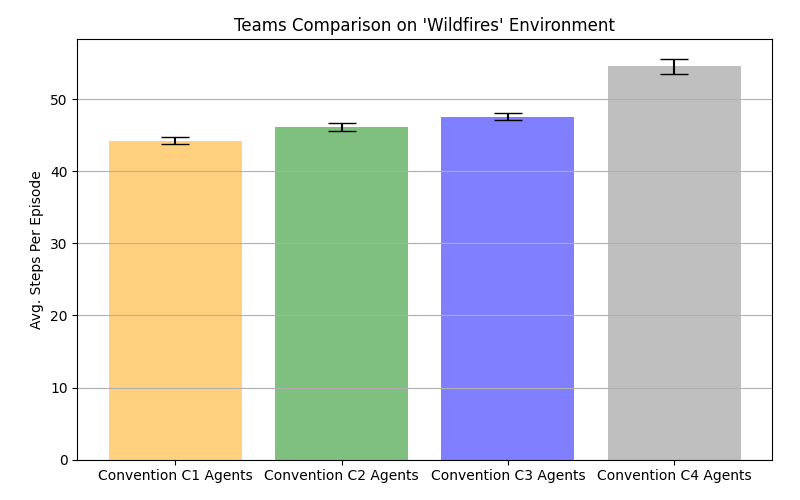 Teams Comparison on 'Wildfires' Environment
Avg. Steps Per Episode
50
40
30
20
10
0
Convention C1 Agents Convention C2 Agents Convention C3 Agents Convention C4 Agents